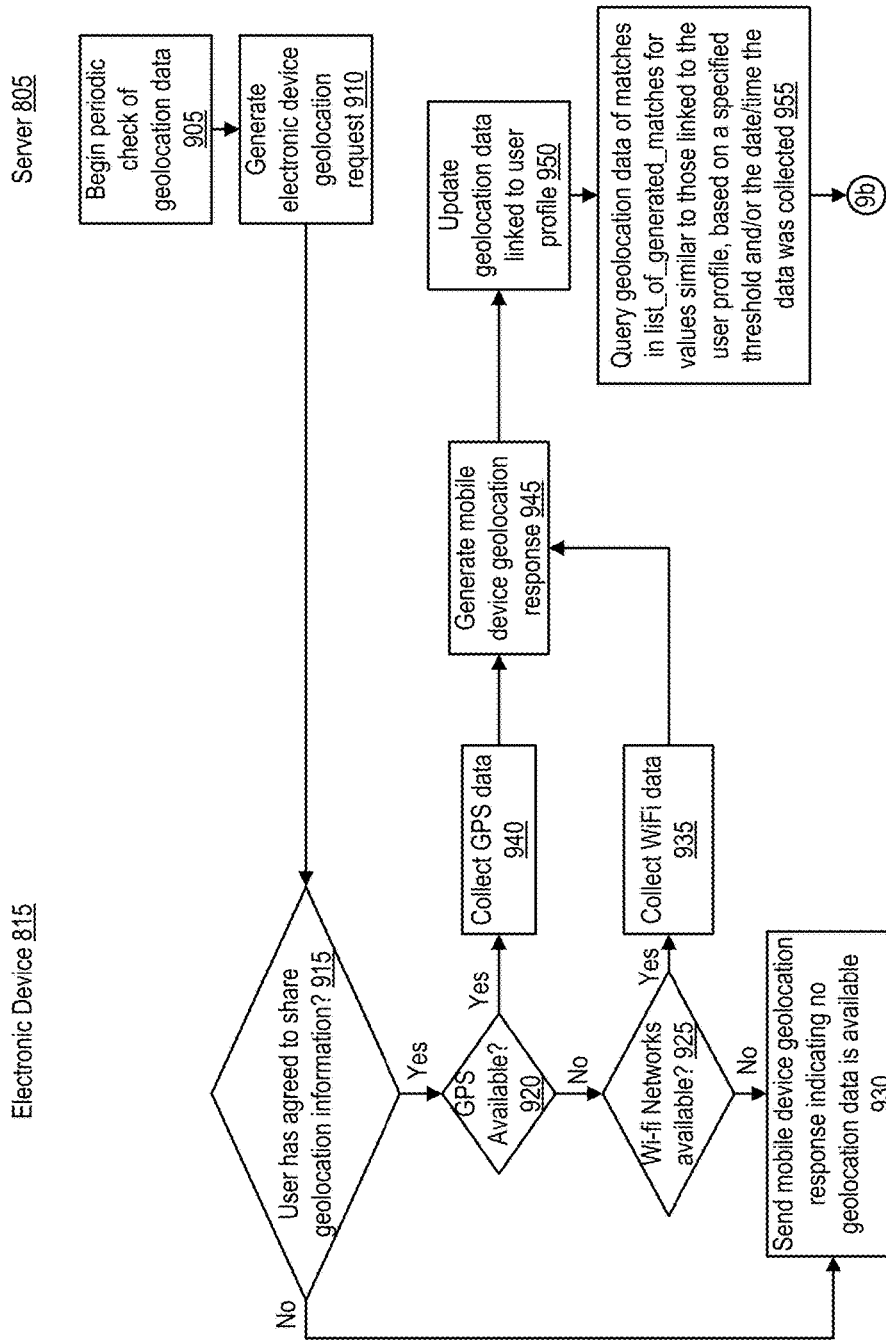 Electronic Device 815
Server 805
Begin periodic
check of
geolocation data
905
Generate
electronic device
geolocation
request 910
User has agreed to share
geolocation information? 915
No
Yes
GPS
Available?
920
Yes
No
Collect GPS data
940
Wi-fi Networks
available? 925
Yes
No
Collect WiFi data
935
Send mobile device geolocation
response indicating no
geolocation data is available
930
Generate mobile
device geolocation
response 945
Update
geolocation data
linked to user
profile 950
Query geolocation data of matches
in list_of_generated_matches for
values similar to those linked to the
user profile, based on a specified
threshold and/or the date/time the
data was collected 955
9b